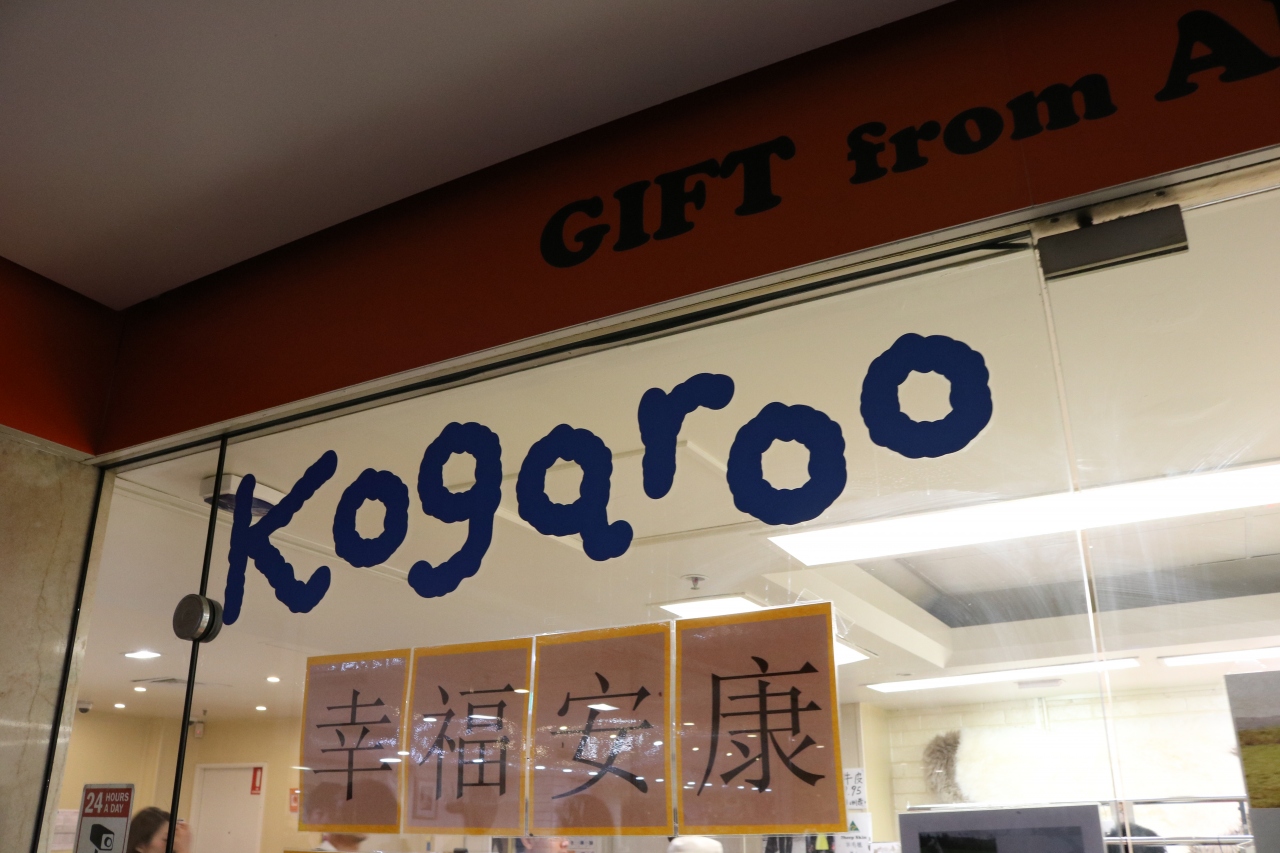 GIFT from A
Kogaroo
幸福安康
24 HOURS
A DAY